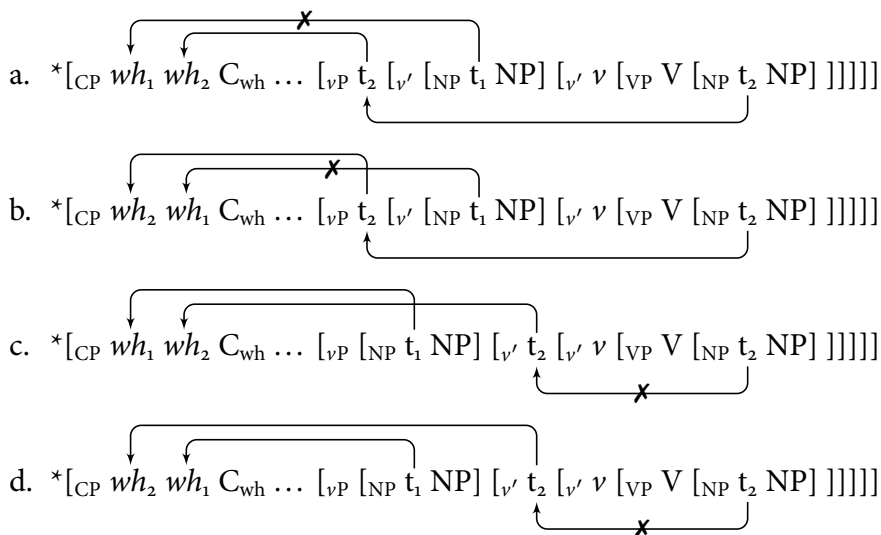 ✗
a. *[CP wh₁ wh₂ Cwh … [vP t₂ [v′ [NP t₁ NP] [v′ v [VP V [NP t₂ NP] ]]]]]
✗
b. *[CP wh₂ wh₁ Cwh … [vP t₂ [v′ [NP t₁ NP] [v′ v [VP V [NP t₂ NP] ]]]]]
c. *[CP wh₁ wh₂ Cwh … [vP [NP t₁ NP] [v′ t₂ [v′ v [VP V [NP t₂ NP] ]]]]]
✗
d. *[CP wh₂ wh₁ Cwh … [vP [NP t₁ NP] [v′ t₂ [v′ v [VP V [NP t₂ NP] ]]]]]
✗